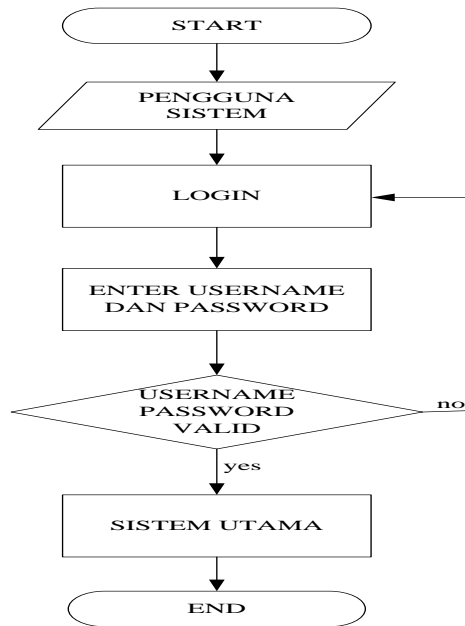 START
PENGGUNA
SISTEM
LOGIN
ENTER USERNAME
DAN PASSWORD
USERNAME
PASSWORD
VALID
no
yes
SISTEM UTAMA
END